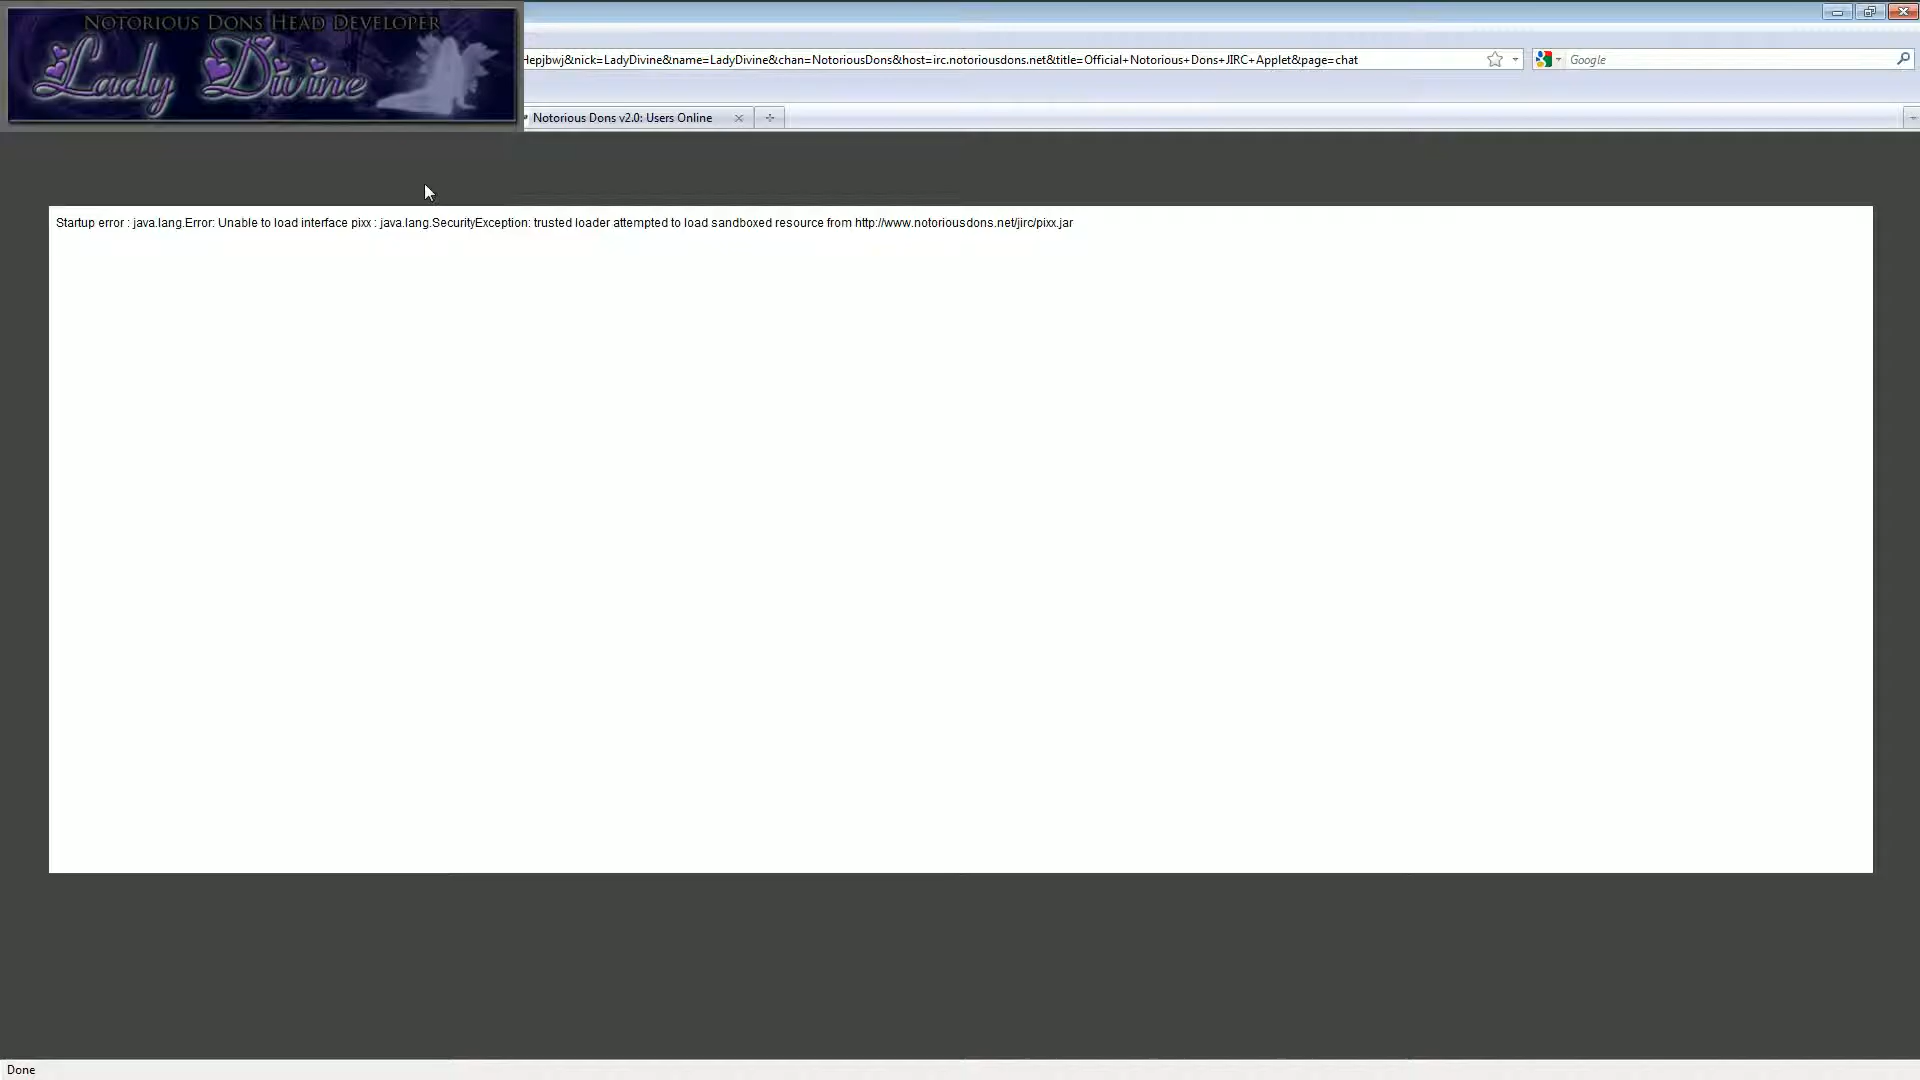 NOTORIOUS DONS HEAD DEVELOPER
Lady Divine
Hepjbwj&nick=LadyDivine&name=LadyDivine&chan=NotoriousDons&host=irc.notoriousdons.net&title=Official+Notorious+Dons+JIRC+Applet&page=chat
Google
Notorious Dons v2.0: Users Online
Startup error : java.lang.Error: Unable to load interface pixx : java.lang.SecurityException: trusted loader attempted to load sandboxed resource from http://www.notoriousdons.net/jirc/pixx.jar
Done